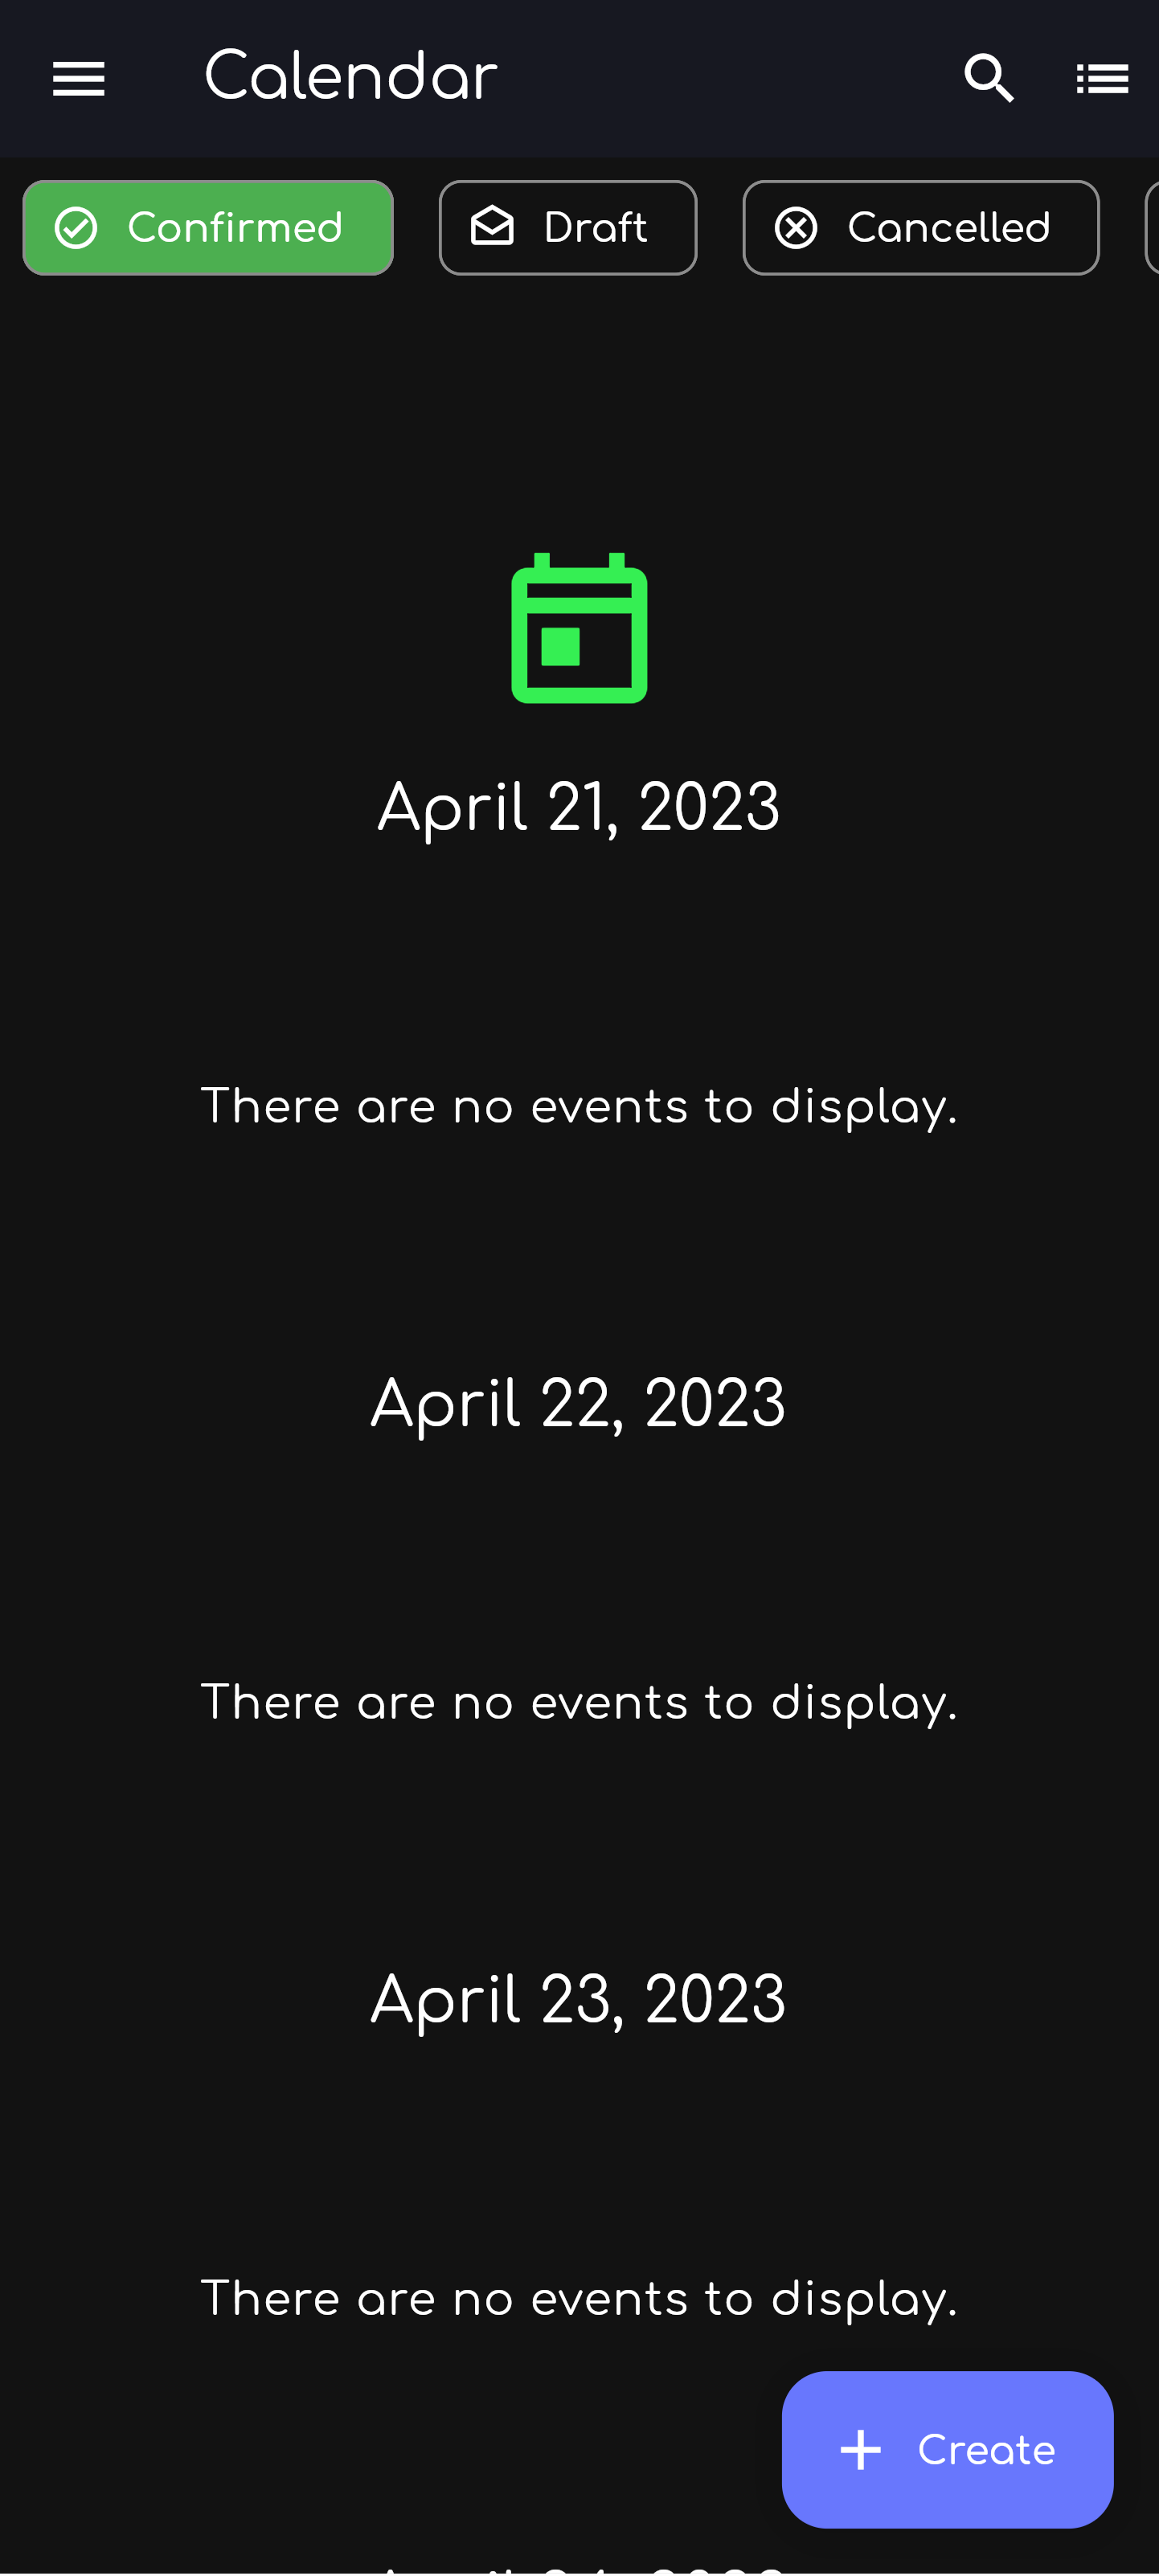 Calendar
Confirmed
Draft
Cancelled
April 21, 2023
There are no events to display.
April 22, 2023
There are no events to display.
April 23, 2023
There are no events to display.
Create